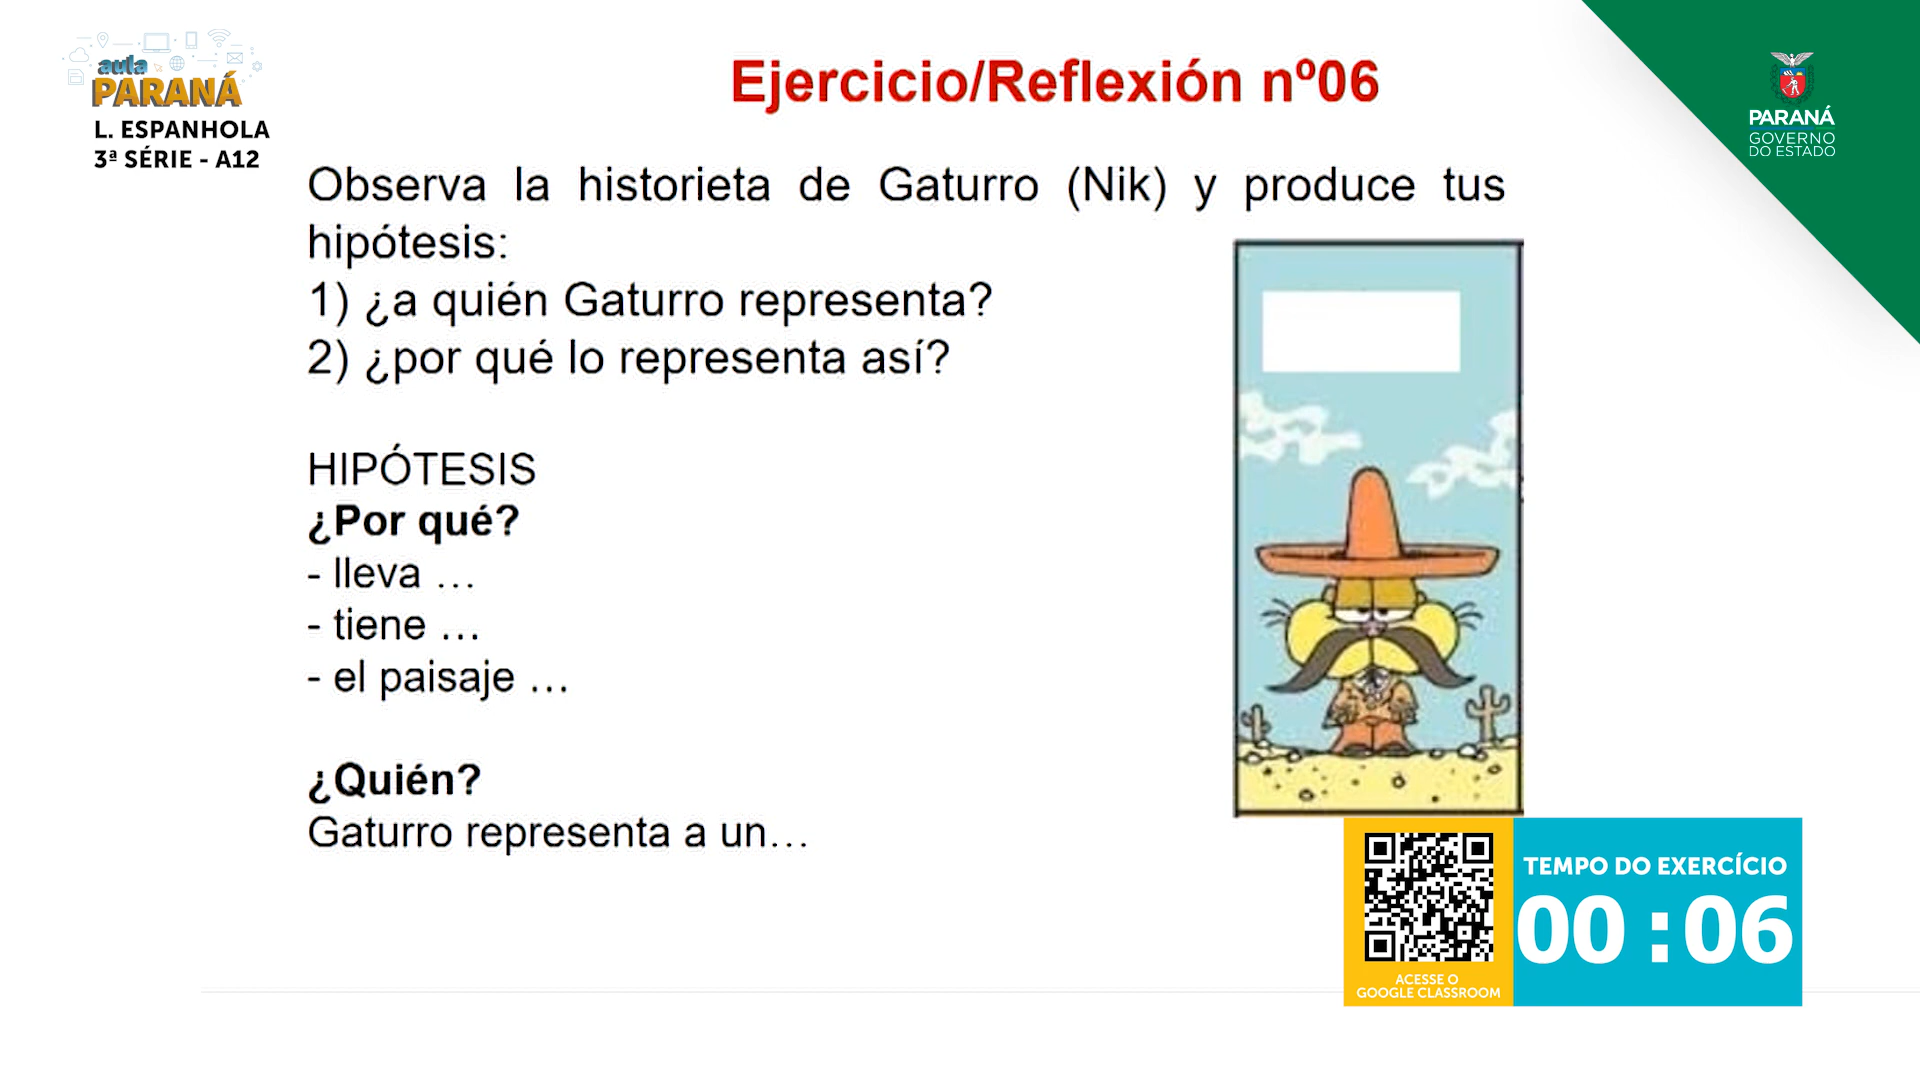 aula
PARANÁ
L. ESPANHOLA
3ª SÉRIE - A12
Ejercicio/Reflexión nº06
PARANÁ
GOVERNO
DO ESTADO
Observa la historieta de Gaturro (Nik) y produce tus
hipótesis:
1) ¿a quién Gaturro representa?
2) ¿por qué lo representa así?
HIPÓTESIS
¿Por qué?
- lleva …
- tiene …
- el paisaje …
¿Quién?
Gaturro representa a un…
ACESSE O
GOOGLE CLASSROOM
TEMPO DO EXERCÍCIO
00:06